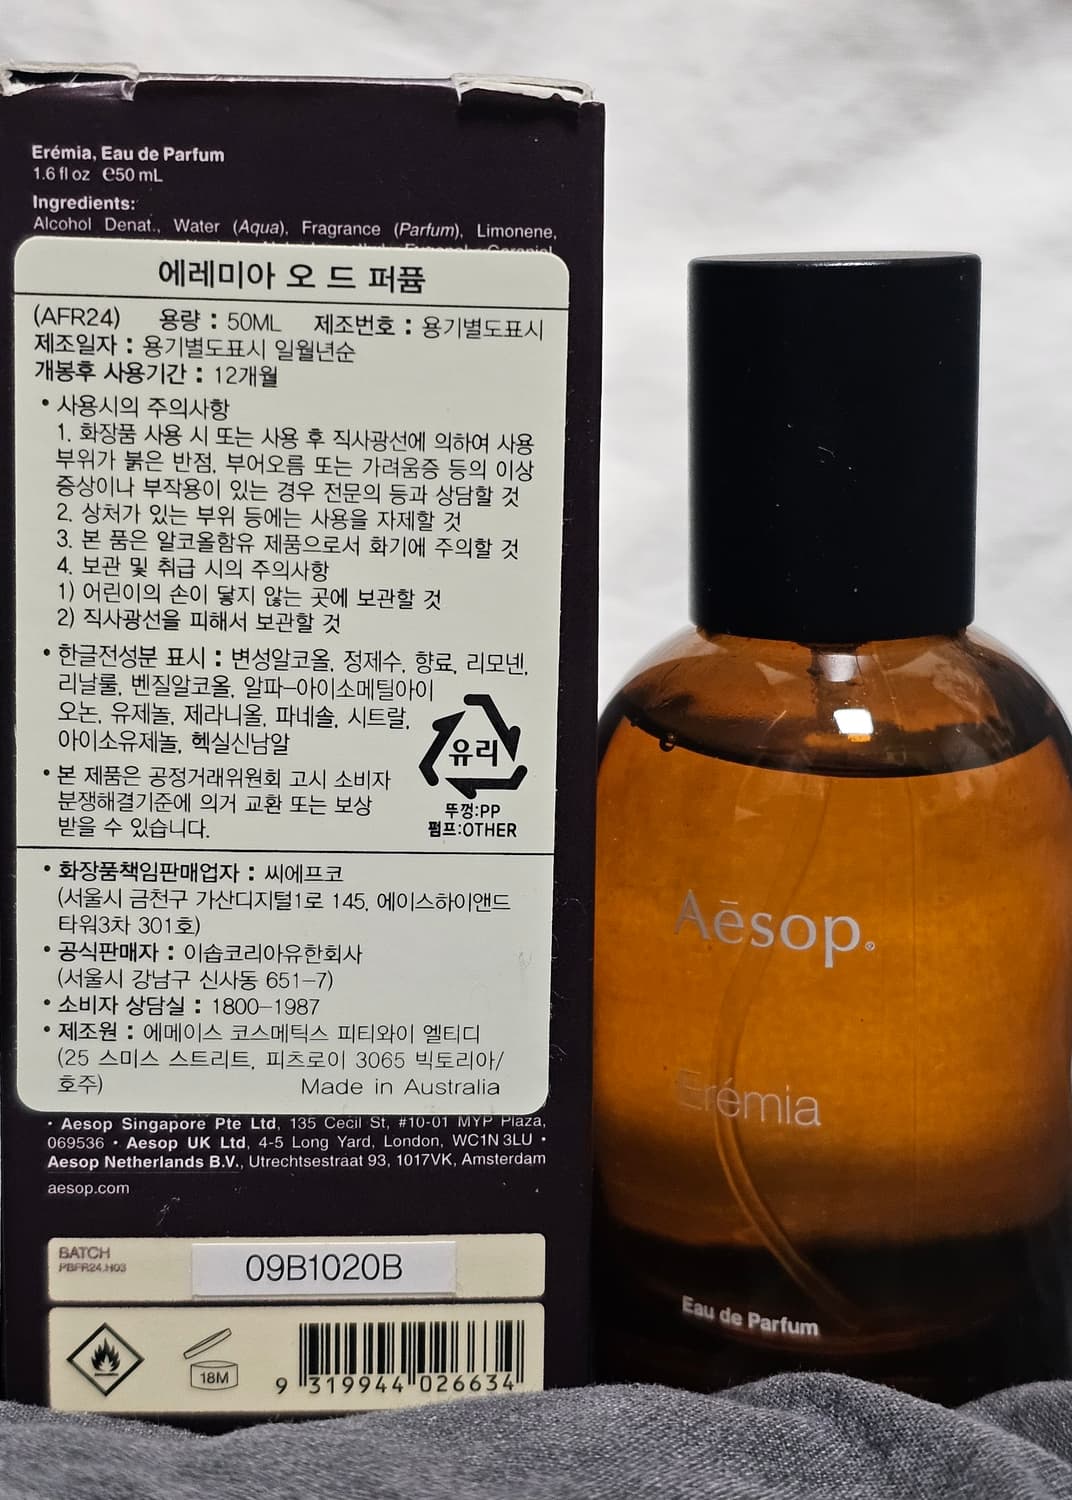 Erémia, Eau de Parfum
1.6 fl oz ℮50 mL
Ingredients:
Alcohol Denat., Water (Aqua), Fragrance (Parfum), Limonene,
에레미아 오 드 퍼퓸
(AFR24) 용량 : 50ML 제조번호 : 용기별도표시
제조일자 : 용기별도표시 일월년순
개봉후 사용기간 : 12개월
• 사용시의 주의사항
1. 화장품 사용 시 또는 사용 후 직사광선에 의하여 사용
부위가 붉은 반점, 부어오름 또는 가려움증 등의 이상
증상이나 부작용이 있는 경우 전문의 등과 상담할 것
2. 상처가 있는 부위 등에는 사용을 자제할 것
3. 본 품은 알코올함유 제품으로서 화기에 주의할 것
4. 보관 및 취급 시의 주의사항
1) 어린이의 손이 닿지 않는 곳에 보관할 것
2) 직사광선을 피해서 보관할 것
• 한글전성분 표시 : 변성알코올, 정제수, 향료, 리모넨,
리날룰, 벤질알코올, 알파-아이소메틸아이
오논, 유제놀, 제라니올, 파네솔, 시트랄,
아이소유제놀, 헥실신남알
유리
뚜껑:PP
펌프:OTHER
• 본 제품은 공정거래위원회 고시 소비자
분쟁해결기준에 의거 교환 또는 보상
받을 수 있습니다.
• 화장품책임판매업자 : 씨에프코
(서울시 금천구 가산디지털1로 145, 에이스하이앤드
타워3차 301호)
• 공식판매자 : 이솝코리아유한회사
(서울시 강남구 신사동 651-7)
• 소비자 상담실 : 1800-1987
• 제조원 : 에메이스 코스메틱스 피티와이 엘티디
(25 스미스 스트리트, 피츠로이 3065 빅토리아/
호주) Made in Australia
• Aesop Singapore Pte Ltd, 135 Cecil St, #10-01 MYP Plaza,
069536 • Aesop UK Ltd, 4-5 Long Yard, London, WC1N 3LU •
Aesop Netherlands B.V., Utrechtsestraat 93, 1017VK, Amsterdam
aesop.com
BATCH
PBFR24.H03
09B1020B
18M
9 319944 026634
Aēsop®
Erémia
Eau de Parfum